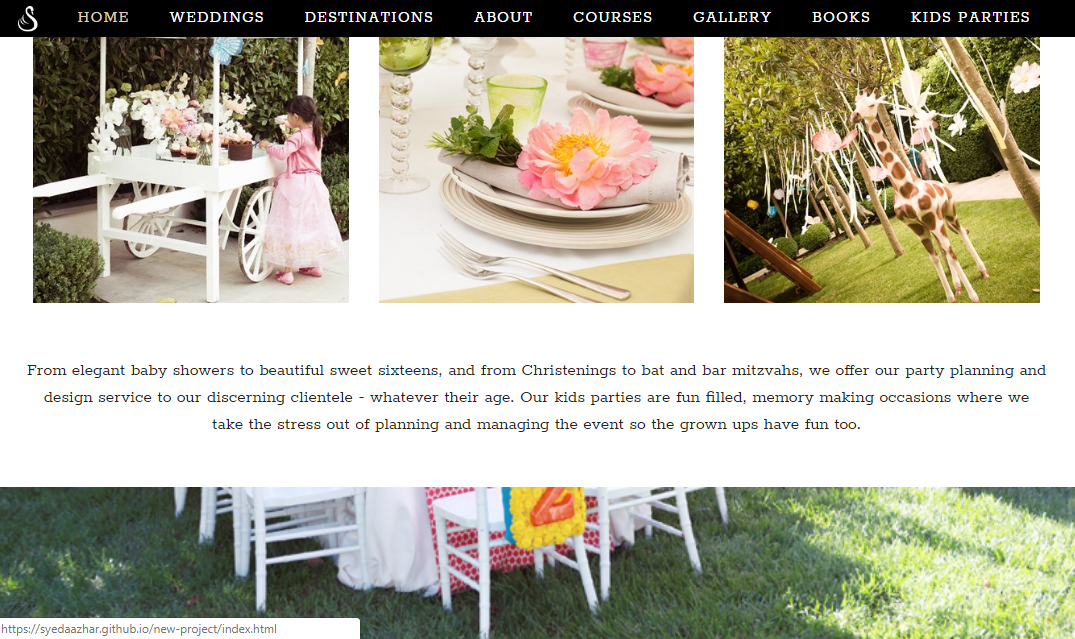 HOME WEDDINGS DESTINATIONS ABOUT COURSES GALLERY BOOKS KIDS PARTIES
From elegant baby showers to beautiful sweet sixteens, and from Christenings to bat and bar mitzvahs, we offer our party planning and
design service to our discerning clientele - whatever their age. Our kids parties are fun filled, memory making occasions where we
take the stress out of planning and managing the event so the grown ups have fun too.
2
https://syedaazhar.github.io/new-project/index.html